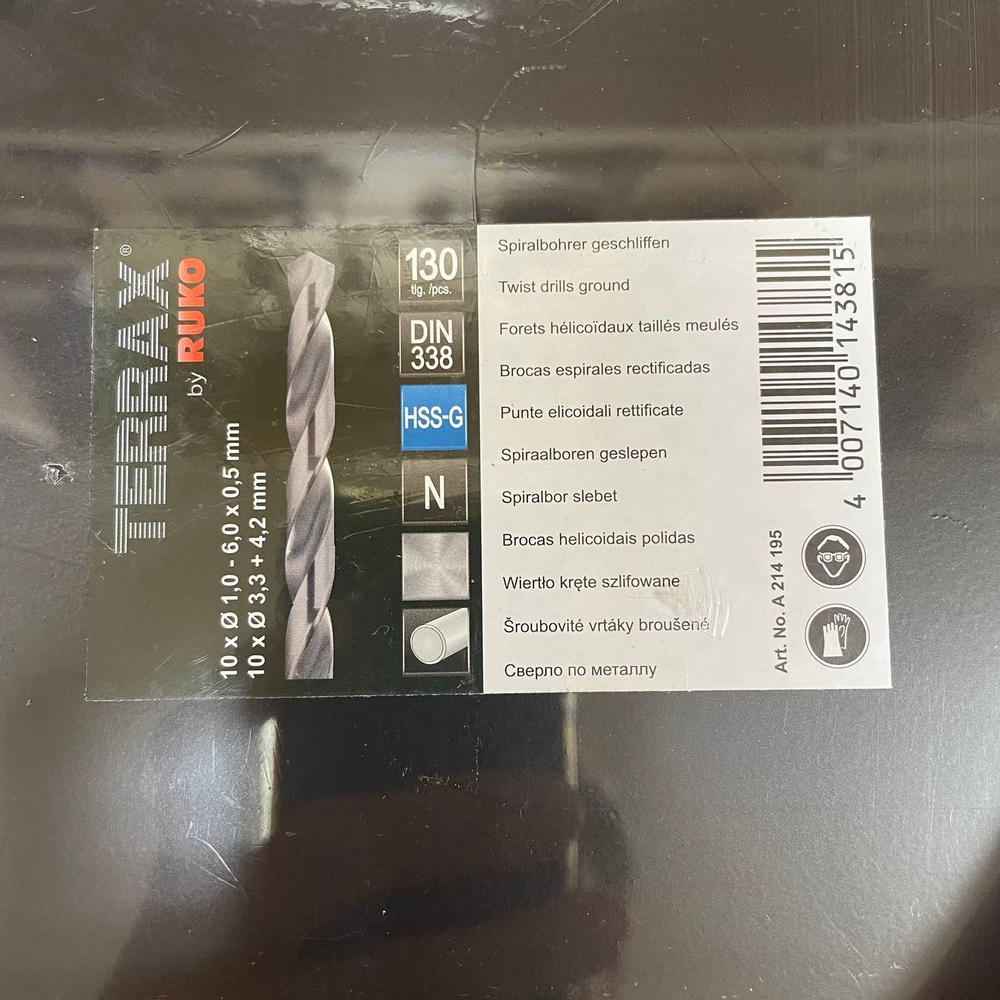 TERRAX®
by RUKO
10 x Ø 1,0 - 6,0 x 0,5 mm
10 x Ø 3,3 + 4,2 mm
130
tlg. /pcs.
DIN
338
HSS-G
N
Spiralbohrer geschliffen
Twist drills ground
Forets hélicoïdaux taillés meulés
Brocas espirales rectificadas
Punte elicoidali rettificate
Spiraalboren geslepen
Spiralbor slebet
Brocas helicoidais polidas
Wiertło kręte szlifowane
Šroubovité vrtáky broušené
Сверло по металлу
Art. No. A 214 195
4 007140 143815